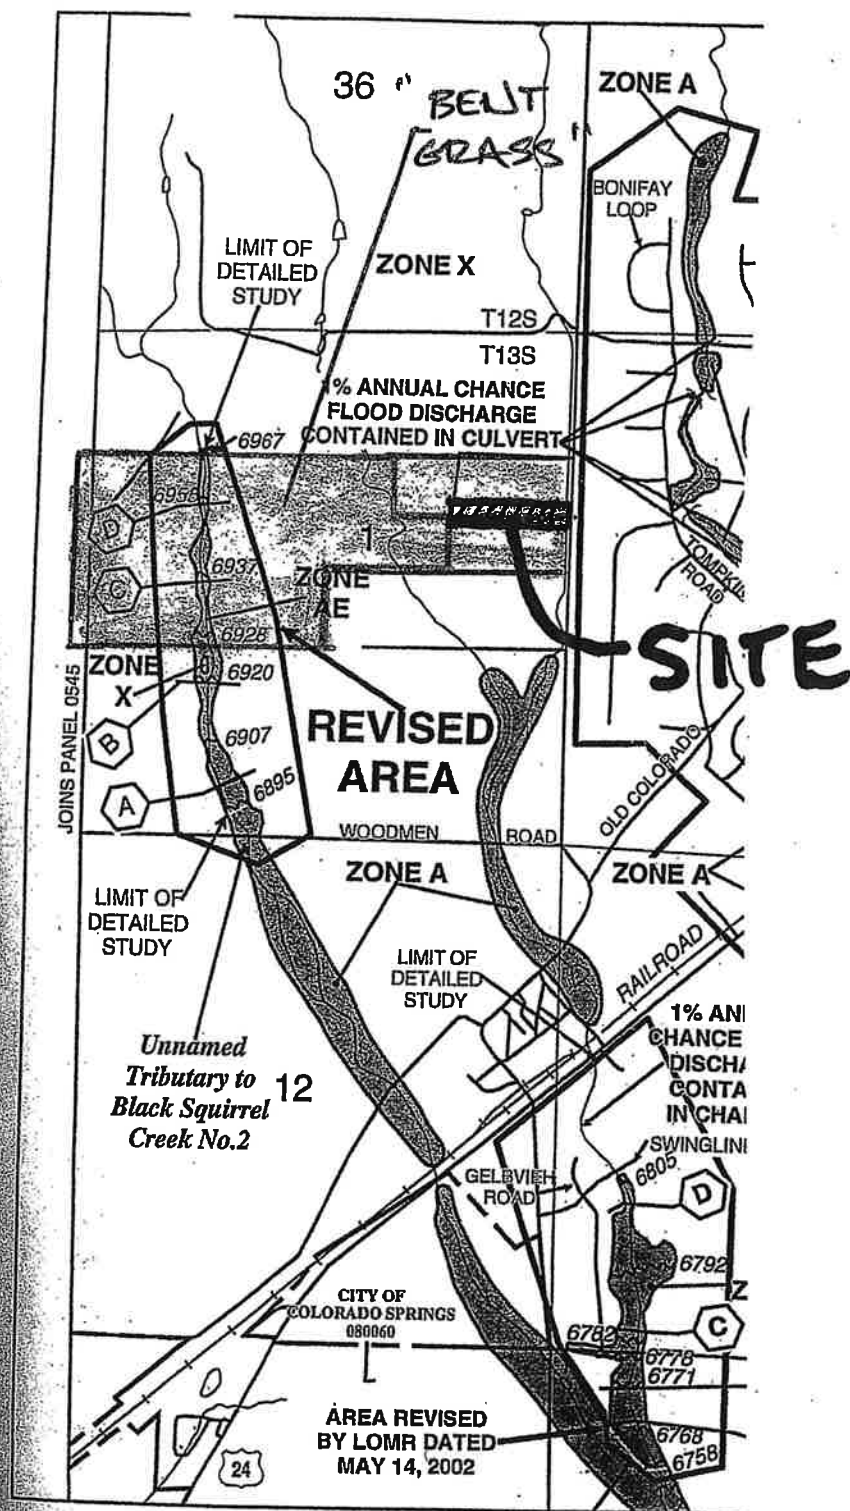 36 "BENT
GRASS"
ZONE A
BONIFAY
LOOP
LIMIT OF
DETAILED
STUDY
ZONE X
T12S
T13S
1% ANNUAL CHANCE
FLOOD DISCHARGE
CONTAINED IN CULVERT
6967
D
6937
C
1
ZONE
AE
6928
TOMPKI
ROAD
SITE
ZONE
X
6920
JOINS PANEL 0545
B
6907
REVISED
AREA
A
6895
OLD COLORADO
WOODMEN ROAD
ZONE A
ZONE A
LIMIT OF
DETAILED
STUDY
LIMIT OF
DETAILED
STUDY
RAILROAD
1% AN
CHANCE
DISCHA
CONTA
IN CHA
Unnamed
Tributary to
Black Squirrel
Creek No.2
12
SWINGLIN
6805
GELBVIEH
ROAD
D
6792
Z
CITY OF
COLORADO SPRINGS
080060
6782
C
6778
6771
AREA REVISED
BY LOMR DATED
MAY 14, 2002
6768
6758
24